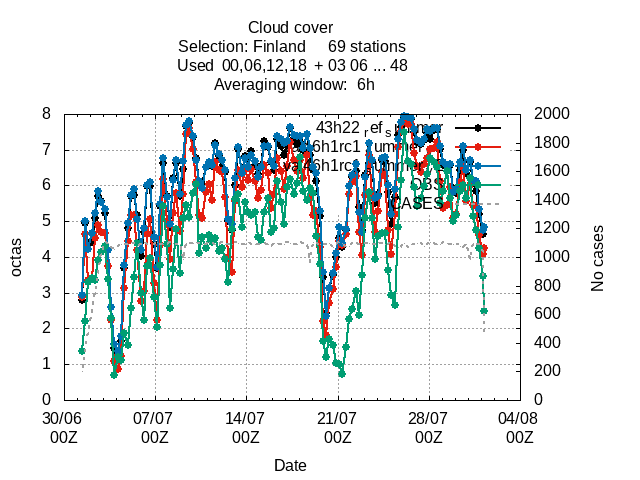 Cloud cover
Selection: Finland 69 stations
Used 00,06,12,18 + 03 06 ... 48
Averaging window: 6h
8 2000
7 1800
6 1600
5 1400
4 1200
3 1000
2 800
1 600
0 400
200
0
octas
No cases
43h22
OBS
CASES
30/06 07/07 14/07 21/07 28/07 04/08
00Z 00Z 00Z 00Z 00Z 00Z
Date